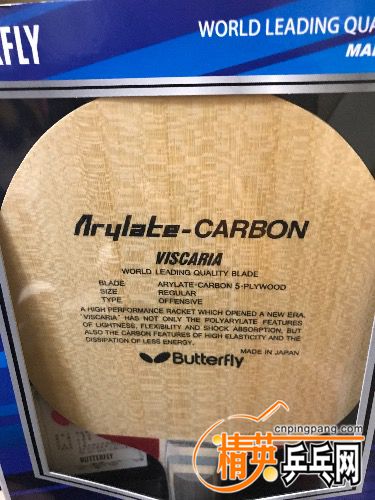 RFLY
WORLD LEADING QUA
MA
Arylate-CARBON
VISCARIA
WORLD LEADING QUALITY BLADE
BLADE ARYLATE-CARBON 5-PLYWOOD
SIZE REGULAR
TYPE OFFENSIVE
A HIGH PERFORMANCE RACKET WHICH OPENED A NEW ERA.
VISCARIA* HAS NOT ONLY THE POLYARYLATE FEATURES
OF LIGHTNESS, FLEXIBILITY AND SHOCK ABSORPTION, BUT
ALSO THE CARBON FEATURES OF HIGH ELASTICITY AND THE
DISSIPATION OF LESS ENERGY.
MADE IN JAPAN
Butterfly
BUTTERFLY
cnpingpang.com
精英乒乓网